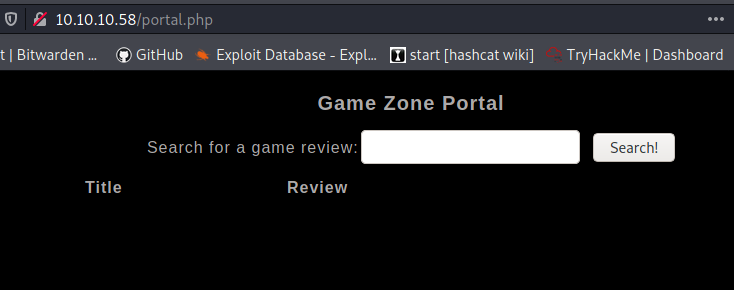 10.10.10.58/portal.php
t | Bitwarden ... GitHub Exploit Database - Expl... start [hashcat wiki] TryHackMe | Dashboard
Game Zone Portal
Search for a game review: Search!
Title Review